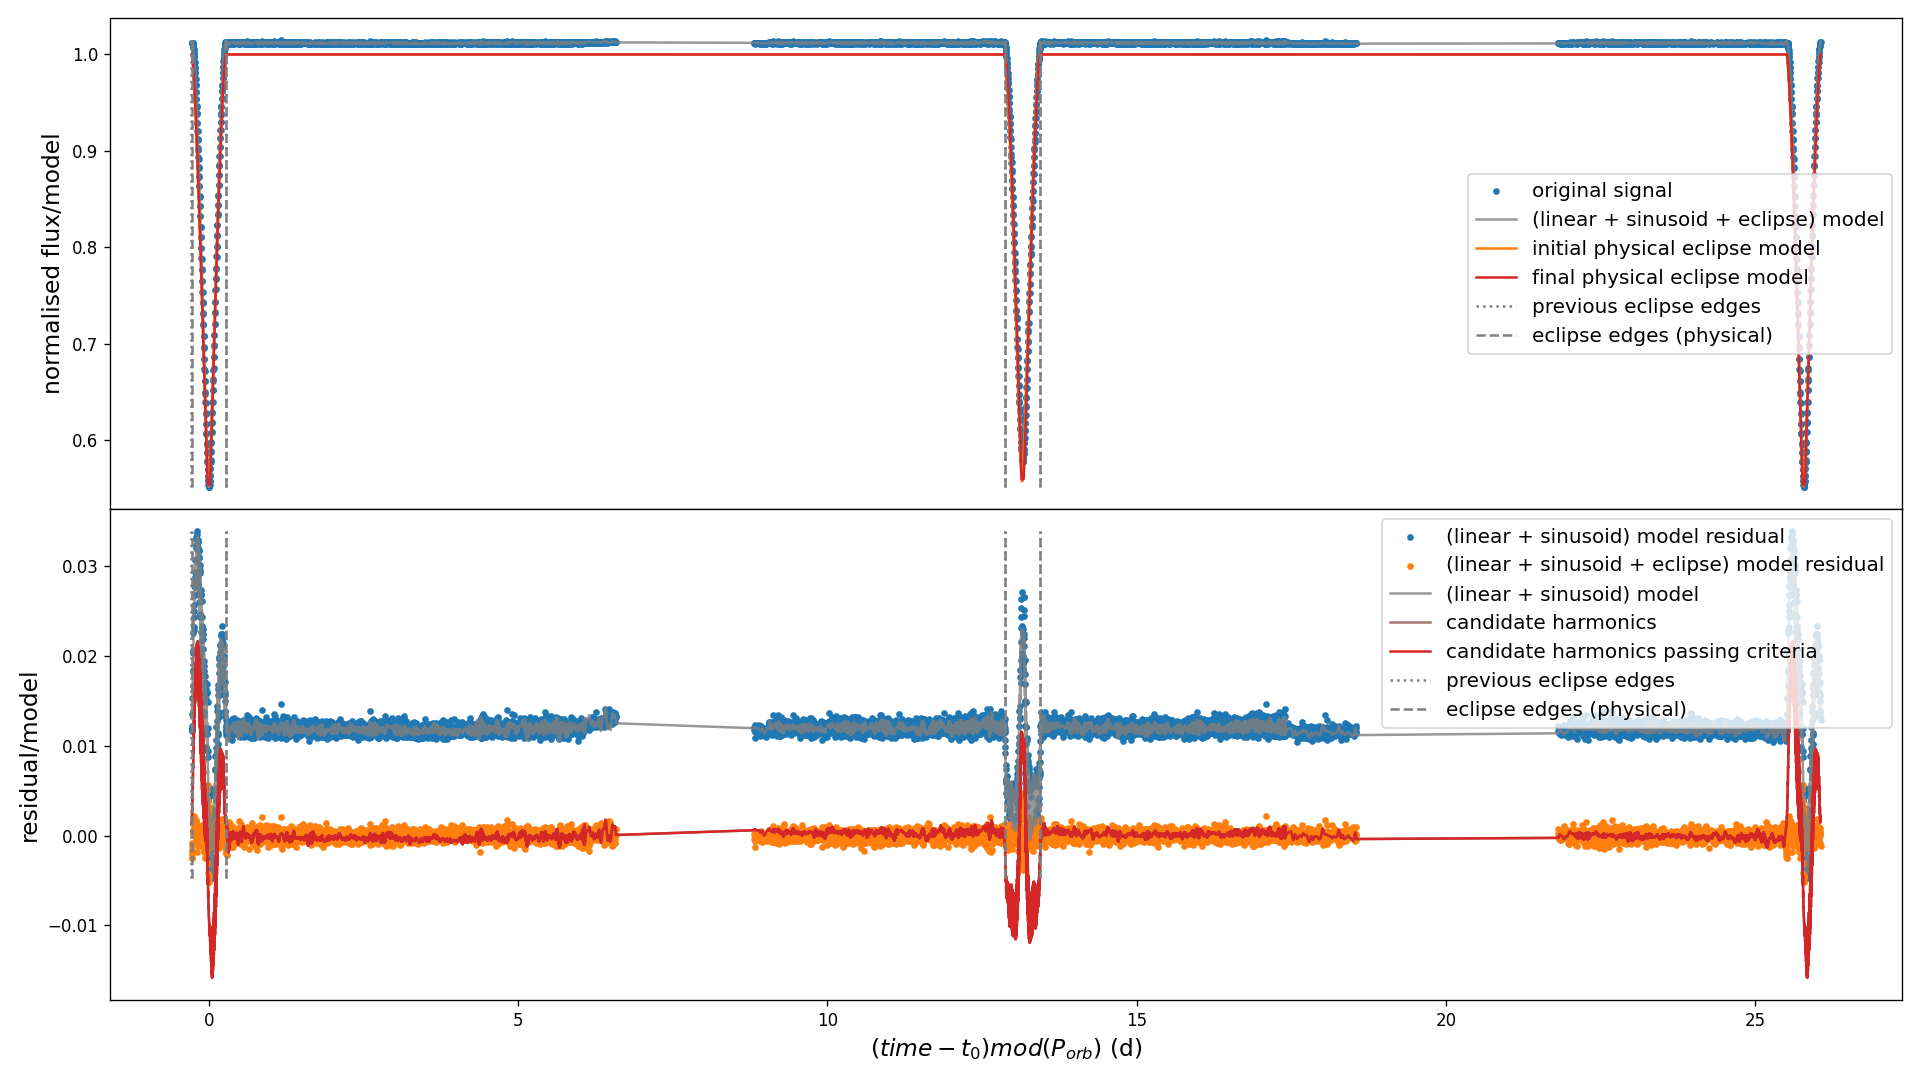 normalised flux/model
1.0
0.9
0.8
0.7
0.6
original signal
(linear + sinusoid + eclipse) model
initial physical eclipse model
final physical eclipse model
previous eclipse edges
eclipse edges (physical)
residual/model
0.03
0.02
0.01
0.00
−0.01
(linear + sinusoid) model residual
(linear + sinusoid + eclipse) model residual
(linear + sinusoid) model
candidate harmonics
candidate harmonics passing criteria
previous eclipse edges
eclipse edges (physical)
0 5 10 15 20 25
(time − t₀)mod(P_orb) (d)